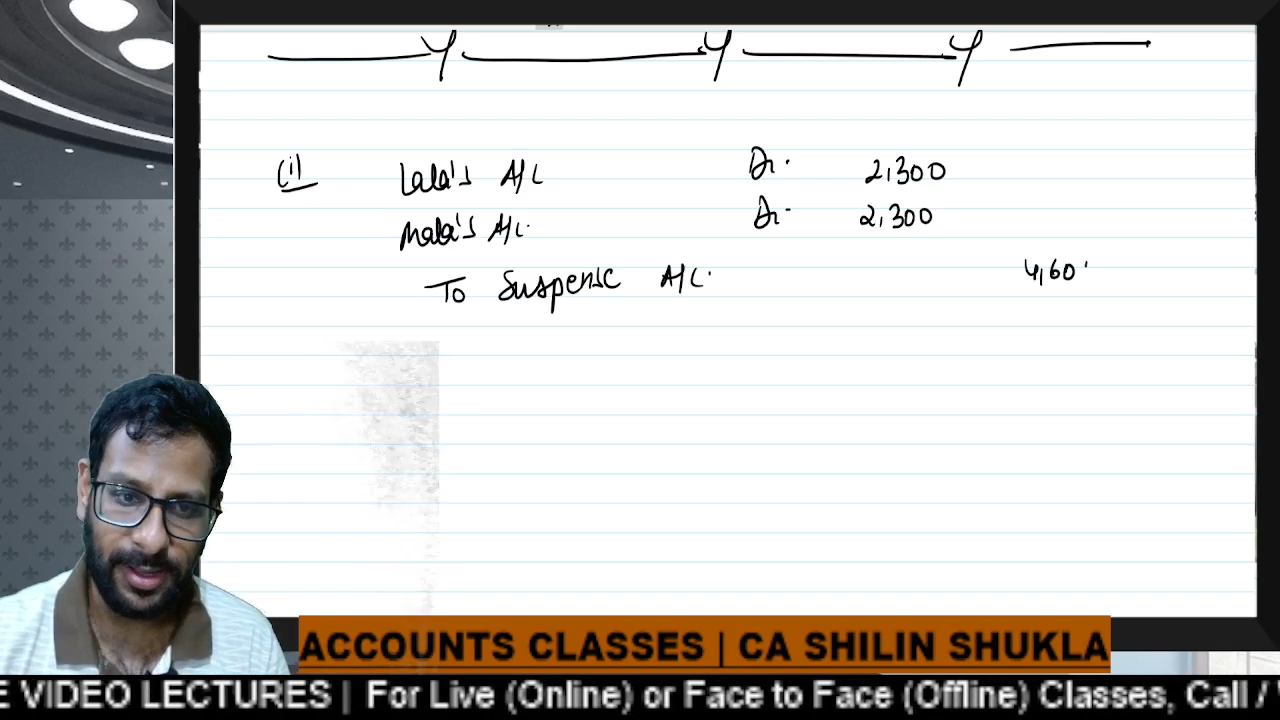 (i) Lala's A/c Dr. 2,300
Mala's A/c. Dr. 2,300
To Suspense A/c. 4,60
ACCOUNTS CLASSES | CA SHILIN SHUKLA
E VIDEO LECTURES | For Live (Online) or Face to Face (Offline) Classes, Call /